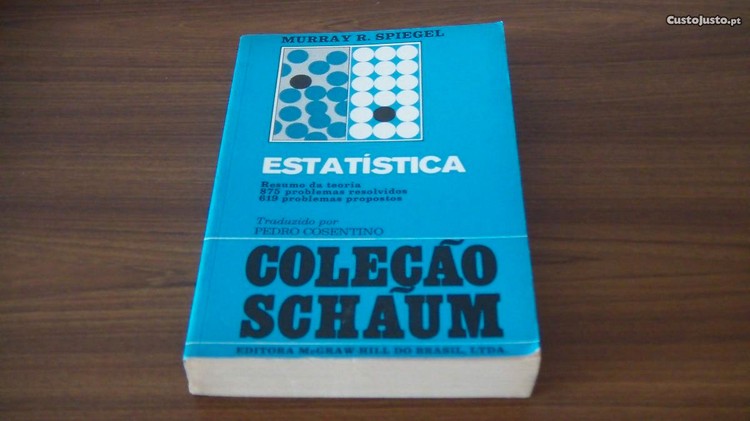 Custojusto.pt
MURRAY R. SPIEGEL
ESTATÍSTICA
Resumo da teoria
875 problemas resolvidos
619 problemas propostos
Traduzido por
PEDRO COSENTINO
COLEÇÃO
SCHAUM
EDITORA McGRAW-HILL DO BRASIL, LTDA.